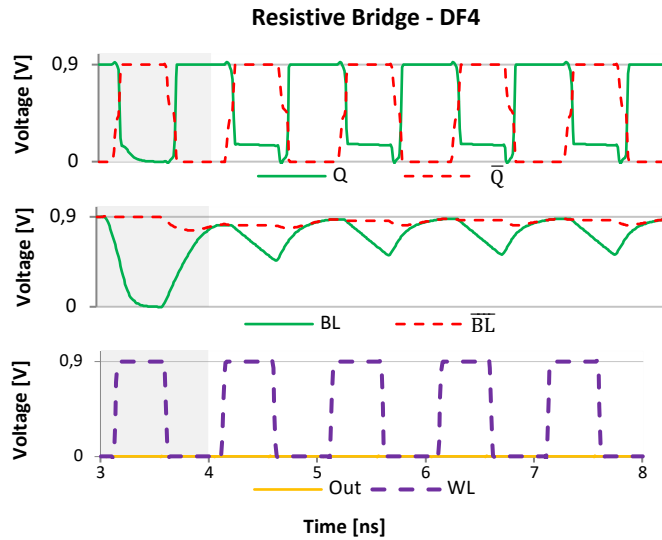 Resistive Bridge - DF4
Voltage [V]
0,9
0
Q
Q̅
Voltage [V]
0,9
0
BL
B̅L̅
Voltage [V]
0,9
0
3 4 5 6 7 8
Out WL
Time [ns]